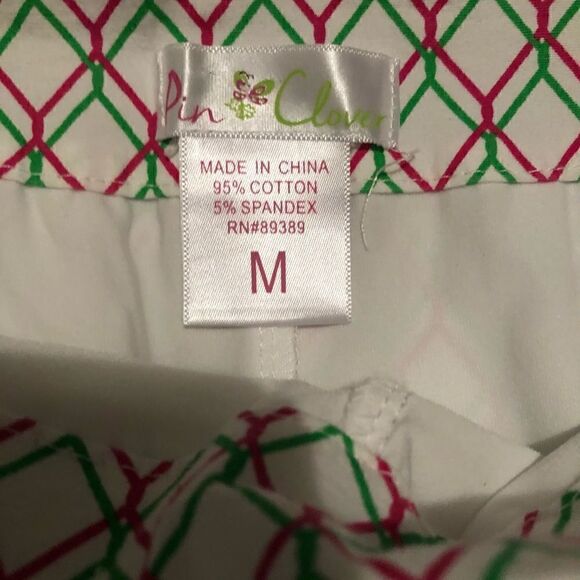 Pin Clover
MADE IN CHINA
95% COTTON
5% SPANDEX
RN#89389
M